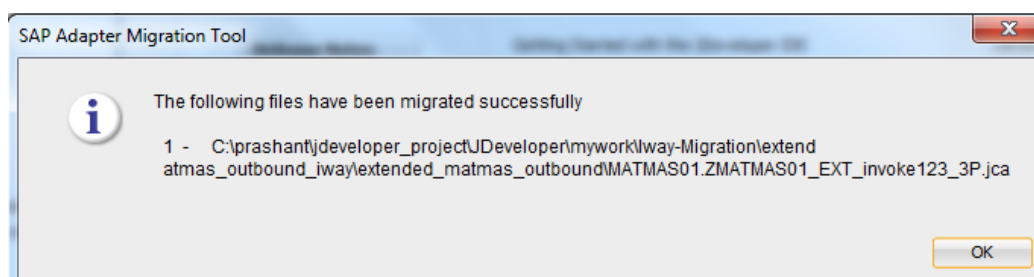 SAP Adapter Migration Tool
The following files have been migrated successfully
1 - C:\prashant\jdeveloper_project\JDeveloper\mywork\Iway-Migration\extend
atmas_outbound_iway\extended_matmas_outbound\MATMAS01.ZMATMAS01_EXT_invoke123_3P.jca
OK